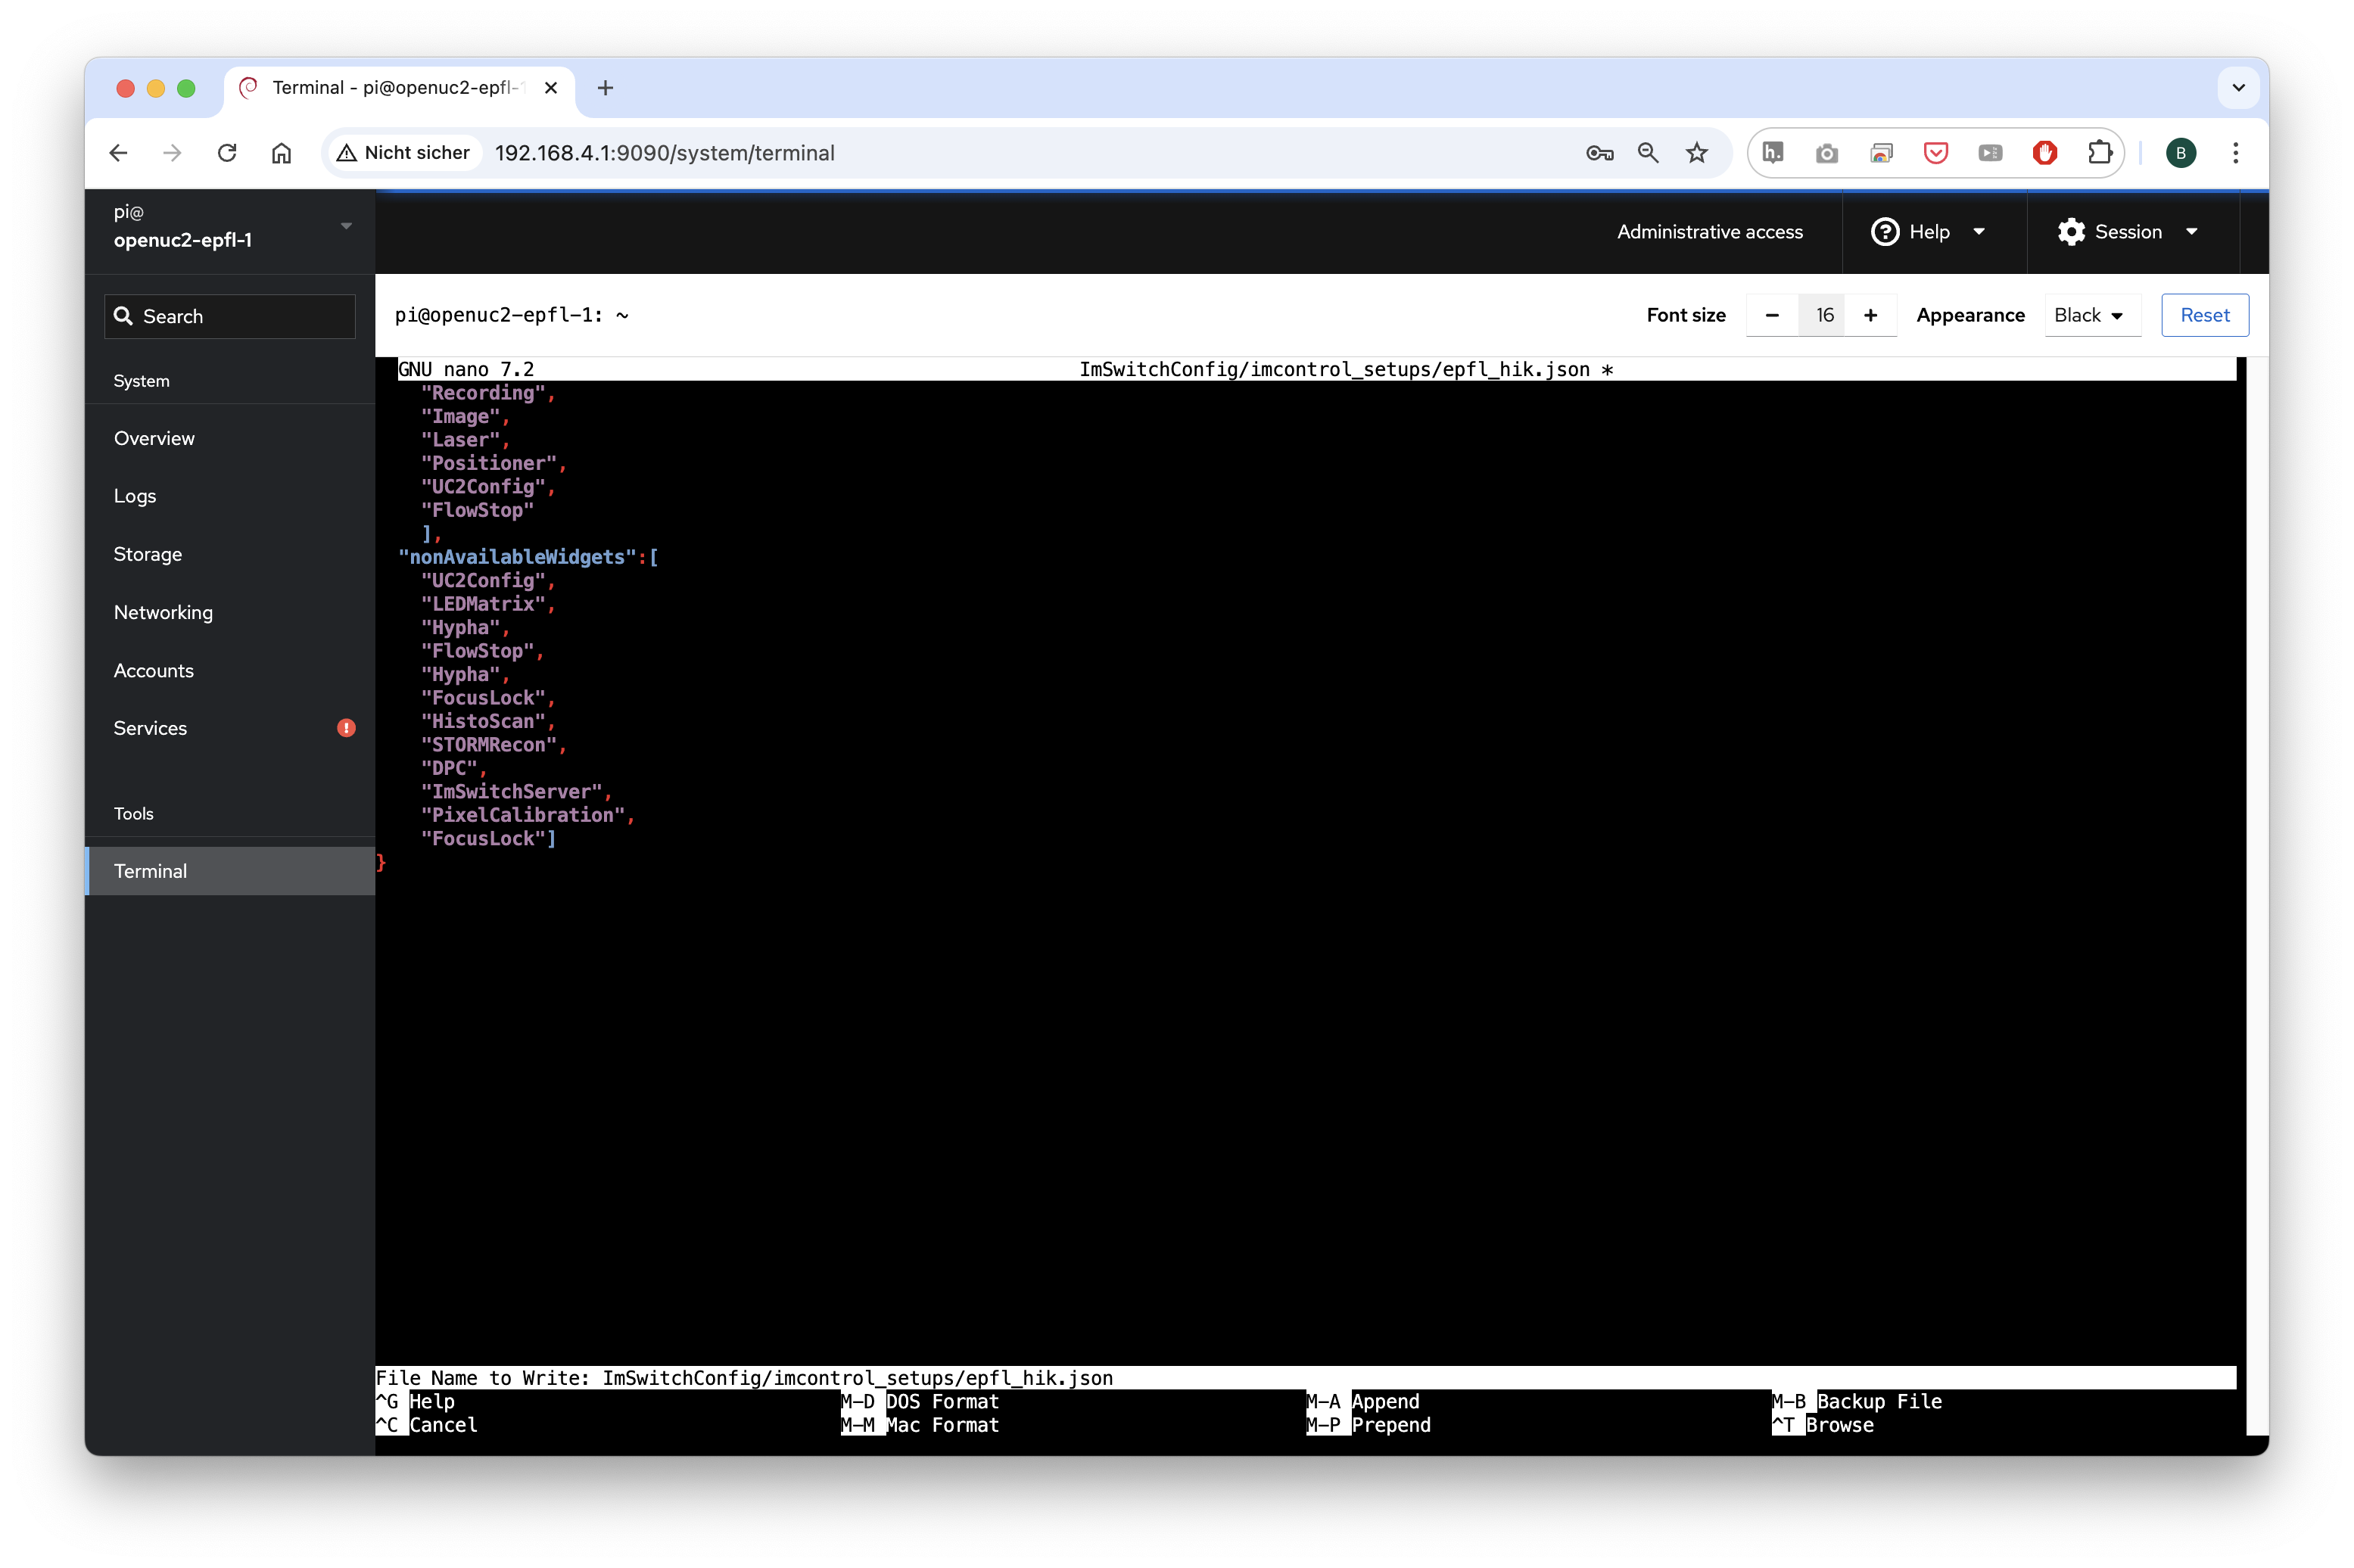 Terminal - pi@openuc2-epfl-1
Nicht sicher 192.168.4.1:9090/system/terminal
h.
B
pi@
openuc2-epfl-1
Administrative access
Help
Session
Search
pi@openuc2-epfl-1: ~
Font size
16
Appearance
Black
Reset
System
Overview
Logs
Storage
Networking
Accounts
Services
Tools
Terminal
GNU nano 7.2 ImSwitchConfig/imcontrol_setups/epfl_hik.json *
"Recording",
"Image",
"Laser",
"Positioner",
"UC2Config",
"FlowStop"
],
"nonAvailableWidgets":[
"UC2Config",
"LEDMatrix",
"Hypha",
"FlowStop",
"Hypha",
"FocusLock",
"HistoScan",
"STORMRecon",
"DPC",
"ImSwitchServer",
"PixelCalibration",
"FocusLock"]
}
File Name to Write: ImSwitchConfig/imcontrol_setups/epfl_hik.json
^G Help M-D DOS Format M-A Append M-B Backup File
^C Cancel M-M Mac Format M-P Prepend ^T Browse